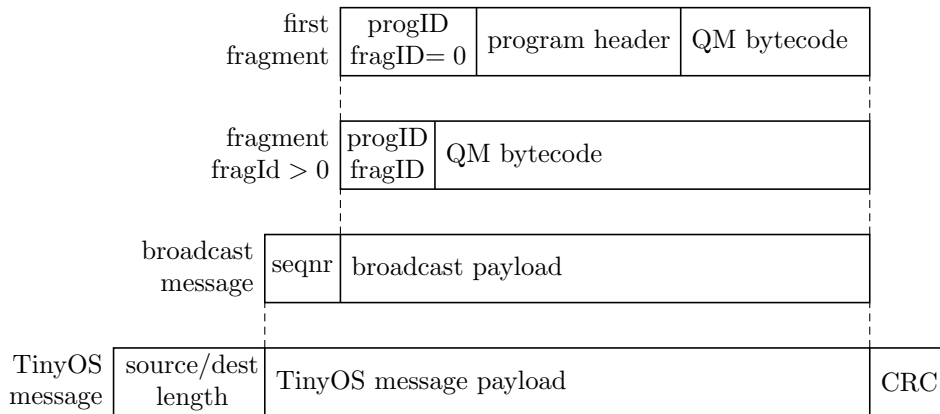 first
fragment
progID
fragID= 0
program header
QM bytecode
fragment
fragId > 0
progID
fragID
QM bytecode
broadcast
message
seqnr
broadcast payload
TinyOS
message
source/dest
length
TinyOS message payload
CRC